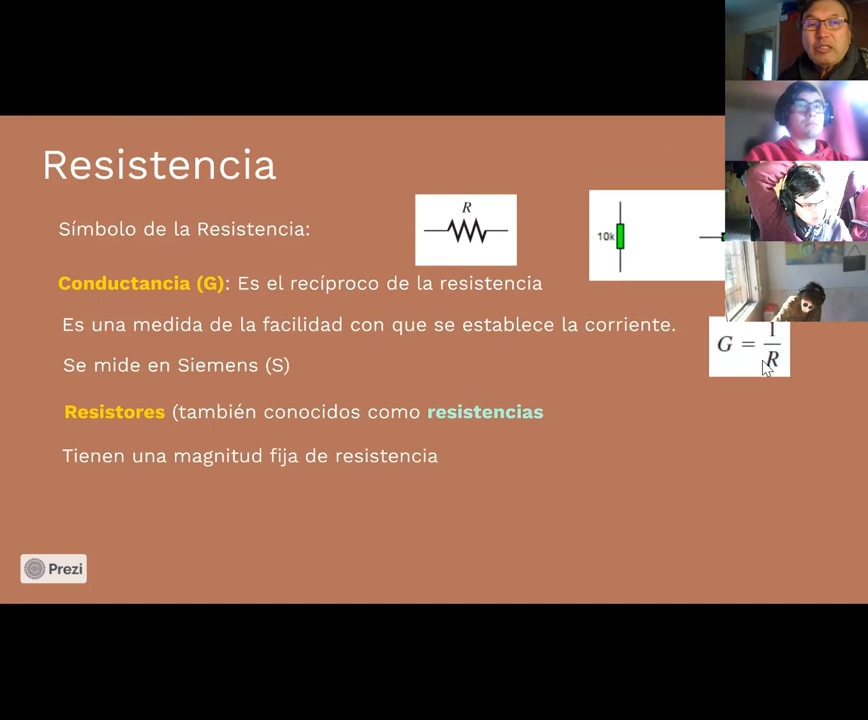 Resistencia
R
Símbolo de la Resistencia:
10k
Conductancia (G): Es el recíproco de la resistencia
Es una medida de la facilidad con que se establece la corriente.
G = 1/R
Se mide en Siemens (S)
Resistores (también conocidos como resistencias
Tienen una magnitud fija de resistencia
Prezi